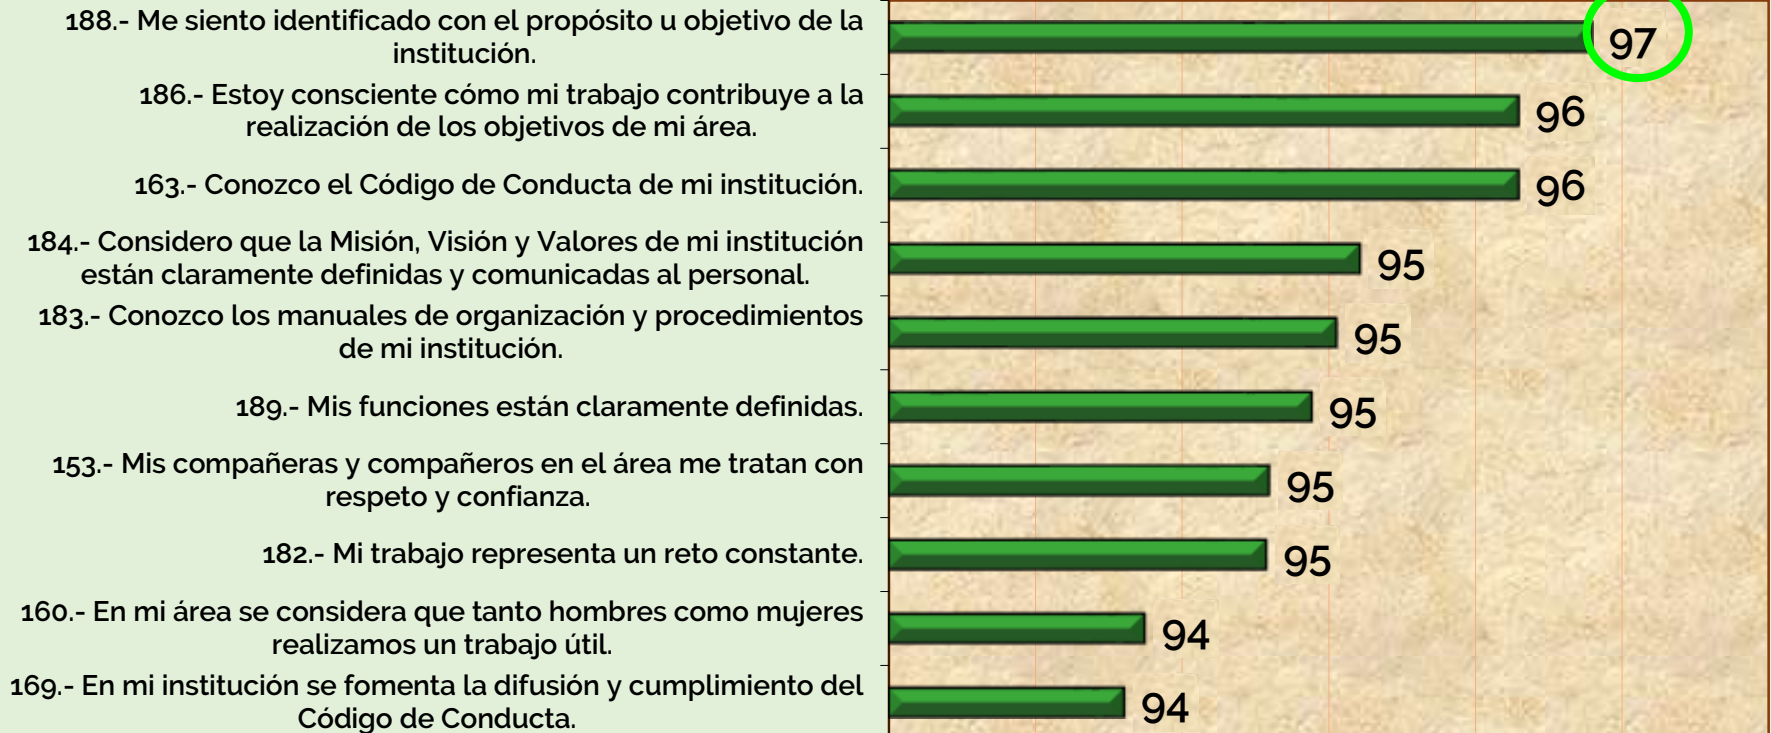 188.- Me siento identificado con el propósito u objetivo de la
institución.
97
186.- Estoy consciente cómo mi trabajo contribuye a la
realización de los objetivos de mi área.
96
163.- Conozco el Código de Conducta de mi institución.
96
184.- Considero que la Misión, Visión y Valores de mi institución
están claramente definidas y comunicadas al personal.
95
183.- Conozco los manuales de organización y procedimientos
de mi institución.
95
189.- Mis funciones están claramente definidas.
95
153.- Mis compañeras y compañeros en el área me tratan con
respeto y confianza.
95
182.- Mi trabajo representa un reto constante.
95
160.- En mi área se considera que tanto hombres como mujeres
realizamos un trabajo útil.
94
169.- En mi institución se fomenta la difusión y cumplimiento del
Código de Conducta.
94